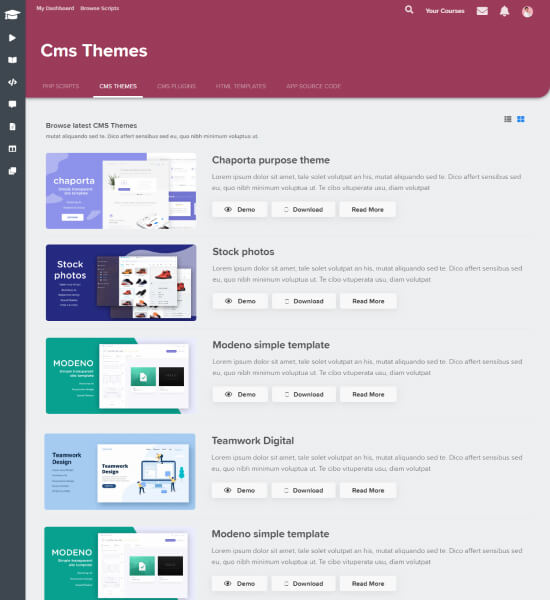 My Dashboard Browse Scripts
Your Courses
Cms Themes
PHP SCRIPTS CMS THEMES CMS PLUGINS HTML TEMPLATES APP SOURCE CODE
Browse latest CMS Themes
mutat aliquando sed te. Dico affert sensibus sed eu, quo nibh minimum voluptua ut.
chaporta
Simple transparent
site template
Chaporta purpose theme
Lorem ipsum dolor sit amet, tale solet volutpat an his, mutat aliquando sed te. Dico affert sensibus sed
eu, quo nibh minimum voluptua ut. Te cibo vituperata usu, diam volutpat
Demo Download Read More
Stock
photos
Stock photos
Lorem ipsum dolor sit amet, tale solet volutpat an his, mutat aliquando sed te. Dico affert sensibus sed
eu, quo nibh minimum voluptua ut. Te cibo vituperata usu, diam volutpat
Demo Download Read More
MODENO
Simple transparent
site template
Modeno simple template
Lorem ipsum dolor sit amet, tale solet volutpat an his, mutat aliquando sed te. Dico affert sensibus sed
eu, quo nibh minimum voluptua ut. Te cibo vituperata usu, diam volutpat
Demo Download Read More
Teamwork
Design
Teamwork
Design
Teamwork Digital
Lorem ipsum dolor sit amet, tale solet volutpat an his, mutat aliquando sed te. Dico affert sensibus sed
eu, quo nibh minimum voluptua ut. Te cibo vituperata usu, diam volutpat
Demo Download Read More
MODENO
Simple transparent
site template
Modeno simple template
Lorem ipsum dolor sit amet, tale solet volutpat an his, mutat aliquando sed te. Dico affert sensibus sed
eu, quo nibh minimum voluptua ut. Te cibo vituperata usu, diam volutpat
Demo Download Read More